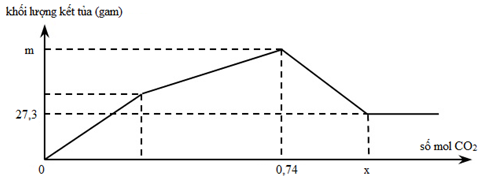 khối lượng kết tủa (gam)
m
27,3
số mol CO₂
0
0,74
x